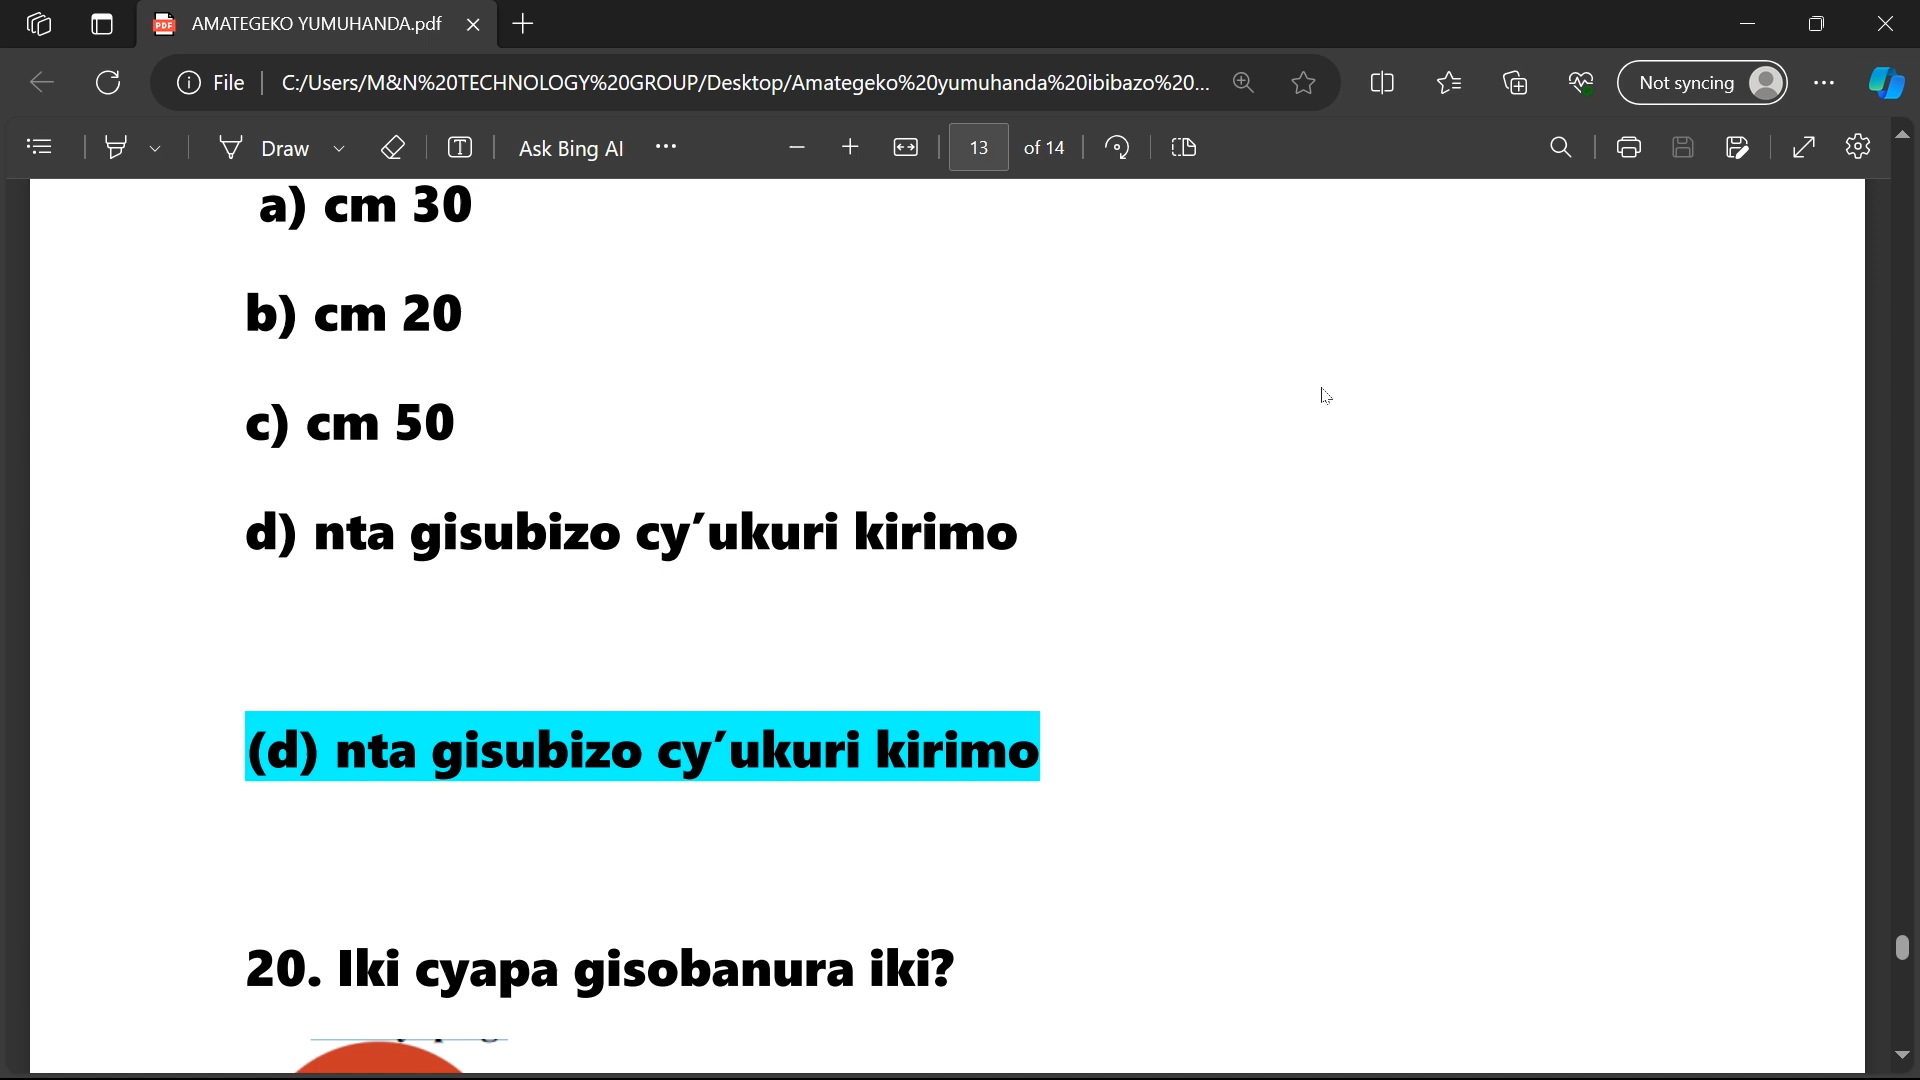 AMATEGEKO YUMUHANDA.pdf
File
C:/Users/M&N%20TECHNOLOGY%20GROUP/Desktop/Amategeko%20yumuhanda%20ibibazo%20...
Not syncing
Draw
Ask Bing AI
13 of 14
a) cm 30
b) cm 20
c) cm 50
d) nta gisubizo cy’ukuri kirimo
(d) nta gisubizo cy’ukuri kirimo
20. Iki cyapa gisobanura iki?